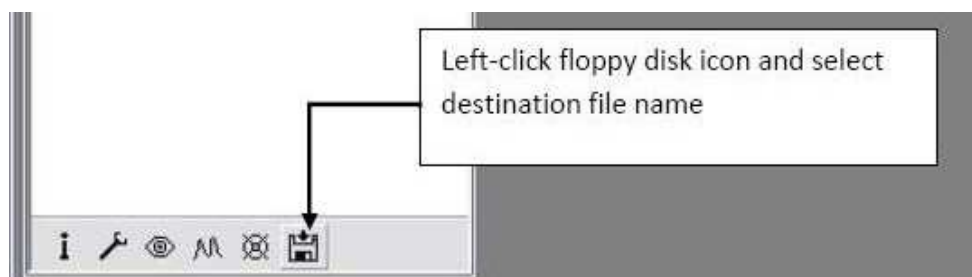 Left-click floppy disk icon and select
destination file name